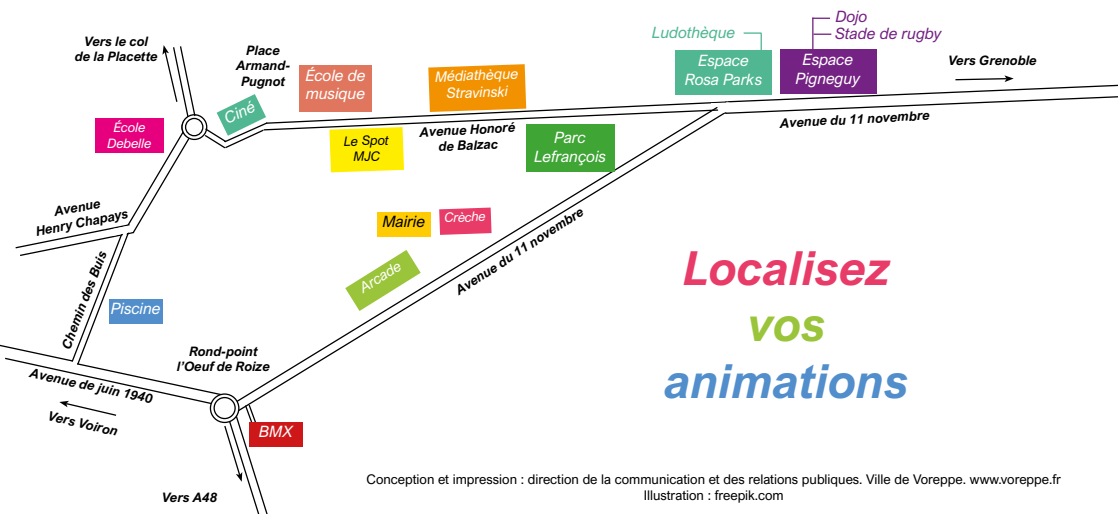 Dojo
Stade de rugby
Ludothèque
Vers le col
de la Placette
Place
Armand-
Pugnot
École de
musique
Médiathèque
Stravinski
Espace
Rosa Parks
Espace
Pigneguy
Vers Grenoble
Ciné
École
Debelle
Le Spot
MJC
Avenue Honoré
de Balzac
Parc
Lefrançois
Avenue du 11 novembre
Avenue
Henry Chapays
Mairie
Crèche
Avenue du 11 novembre
Arcade
Chemin des Buis
Piscine
Localisez
vos
animations
Rond-point
l'Oeuf de Roize
Avenue de juin 1940
Vers Voiron
BMX
Vers A48
Conception et impression : direction de la communication et des relations publiques. Ville de Voreppe. www.voreppe.fr
Illustration : freepik.com